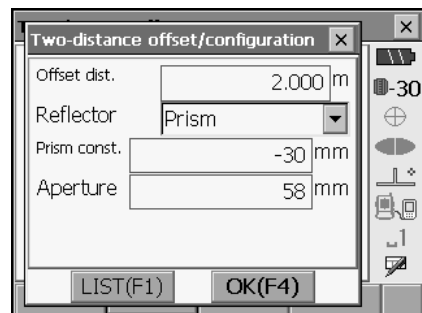 Two-distance offset/configuration
Offset dist. 2.000 m
-30
Reflector Prism
Prism const. -30 mm
Aperture 58 mm
1
LIST(F1) OK(F4)